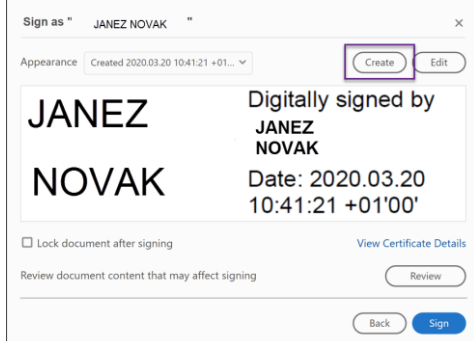 Sign as " JANEZ NOVAK "
×
Appearance Created 2020.03.20 10:41:21 +01... Create Edit
JANEZ
NOVAK
Digitally signed by
JANEZ
NOVAK
Date: 2020.03.20
10:41:21 +01'00'
Lock document after signing View Certificate Details
Review document content that may affect signing Review
Back Sign